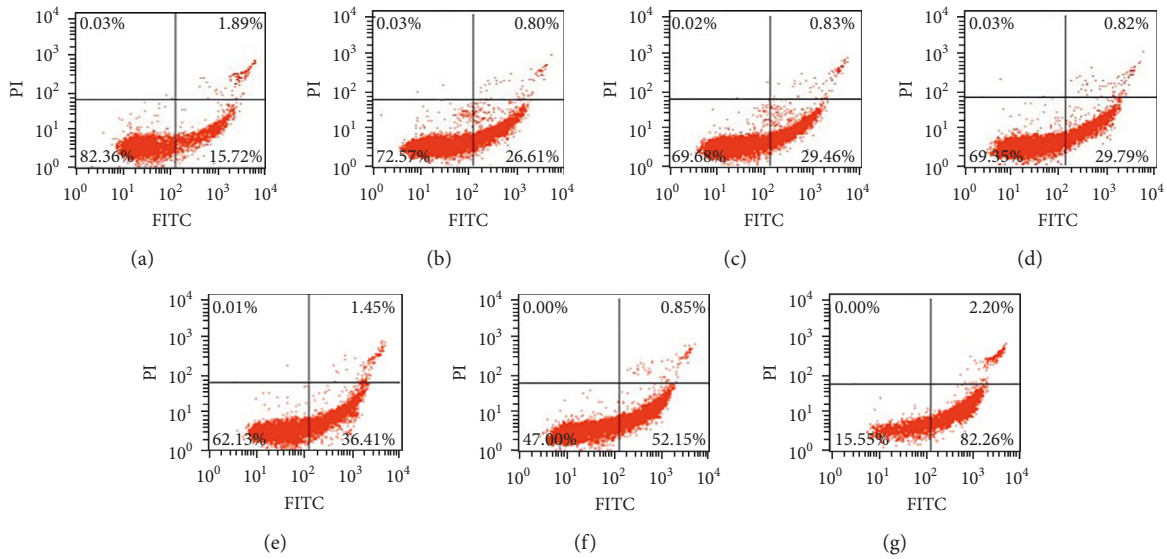 10⁴ 0.03% 1.89%
10³
PI
10²
10¹
10⁰ 82.36% 15.72%
10⁰ 10¹ 10² 10³ 10⁴
FITC
(a)
10⁴ 0.03% 0.80%
10³
PI
10²
10¹
10⁰ 72.57% 26.61%
10⁰ 10¹ 10² 10³ 10⁴
FITC
(b)
10⁴ 0.02% 0.83%
10³
PI
10²
10¹
10⁰ 69.68% 29.46%
10⁰ 10¹ 10² 10³ 10⁴
FITC
(c)
10⁴ 0.03% 0.82%
10³
PI
10²
10¹
10⁰ 69.35% 29.79%
10⁰ 10¹ 10² 10³ 10⁴
FITC
(d)
10⁴ 0.01% 1.45%
10³
PI
10²
10¹
10⁰ 62.13% 36.41%
10⁰ 10¹ 10² 10³ 10⁴
FITC
(e)
10⁴ 0.00% 0.85%
10³
PI
10²
10¹
10⁰ 47.00% 52.15%
10⁰ 10¹ 10² 10³ 10⁴
FITC
(f)
10⁴ 0.00% 2.20%
10³
PI
10²
10¹
10⁰ 15.55% 82.26%
10⁰ 10¹ 10² 10³ 10⁴
FITC
(g)